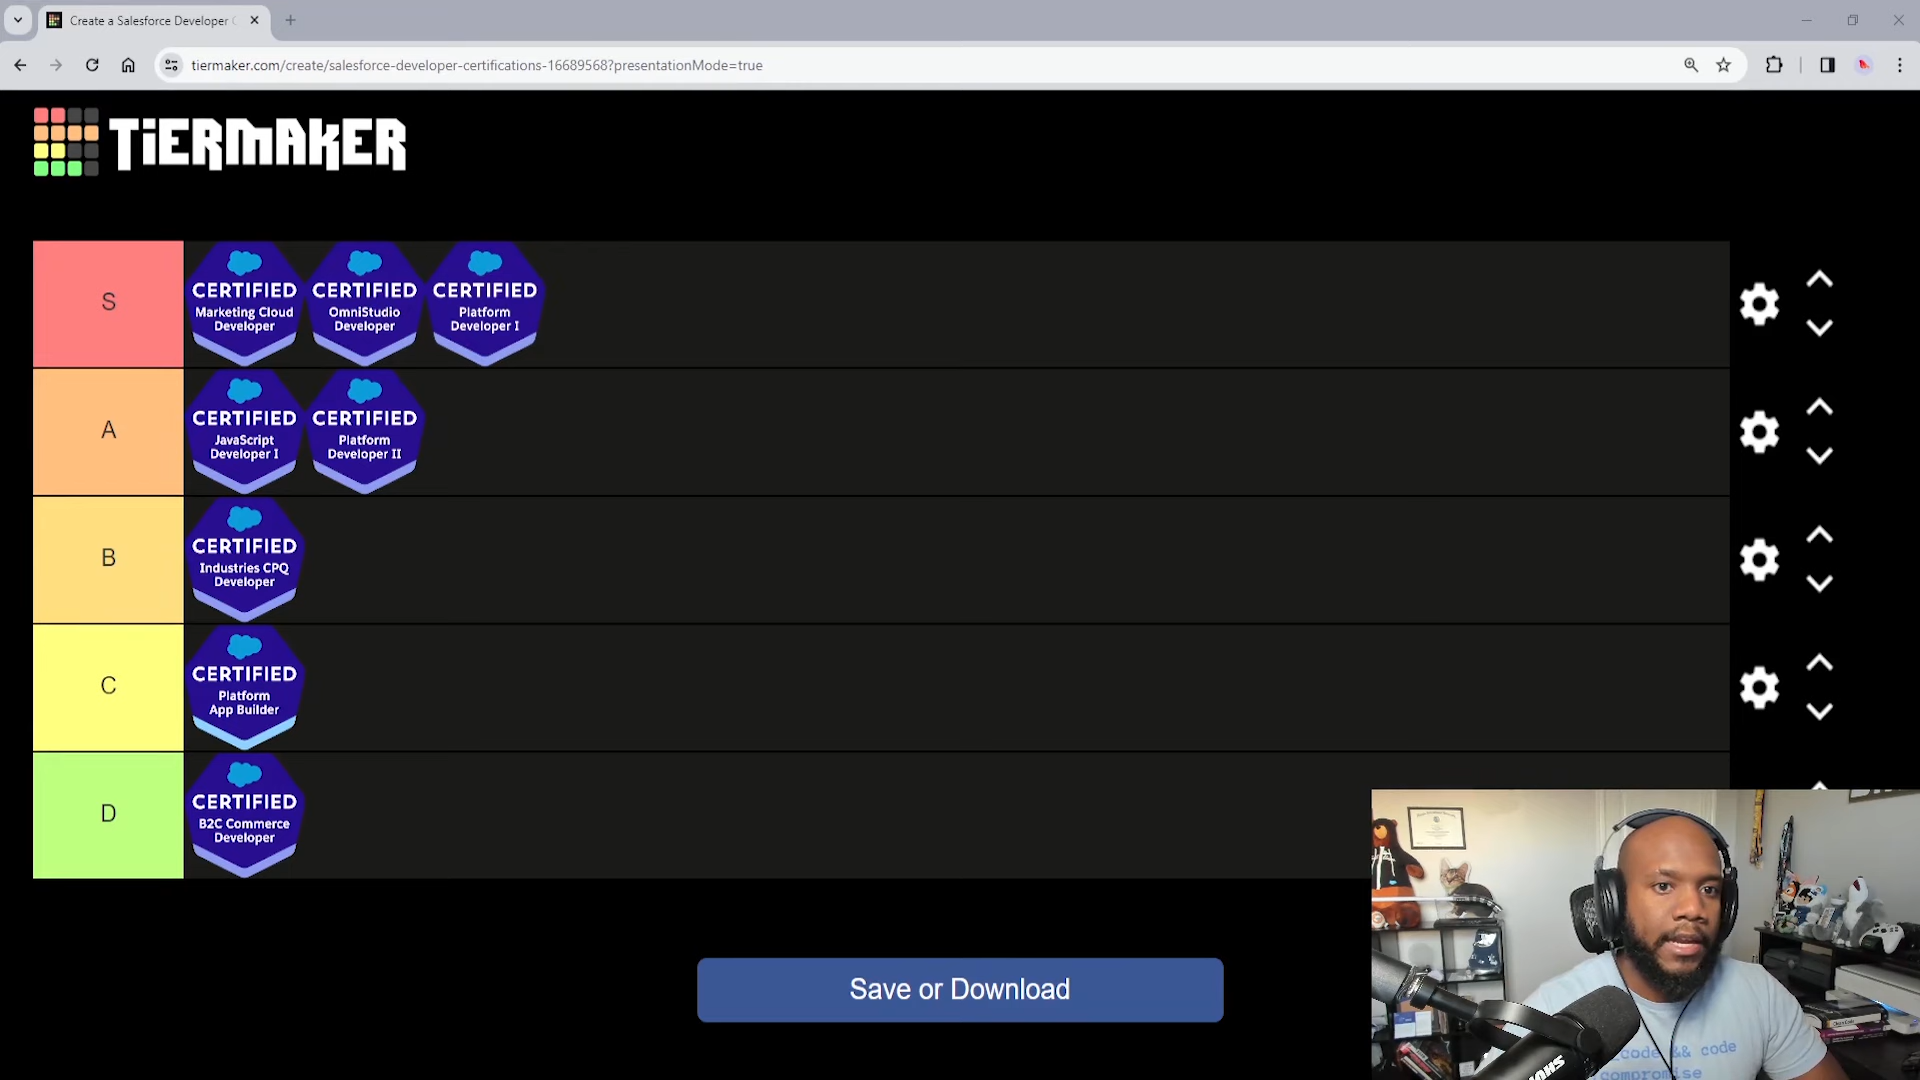 Create a Salesforce Developer C
tiermaker.com/create/salesforce-developer-certifications-16689568?presentationMode=true
TIERMAKER
S
CERTIFIED
Marketing Cloud
Developer
CERTIFIED
OmniStudio
Developer
CERTIFIED
Platform
Developer I
A
CERTIFIED
JavaScript
Developer I
CERTIFIED
Platform
Developer II
B
CERTIFIED
Industries CPQ
Developer
C
CERTIFIED
Platform
App Builder
D
CERTIFIED
B2C Commerce
Developer
Save or Download
SHURE
code && code
compromise